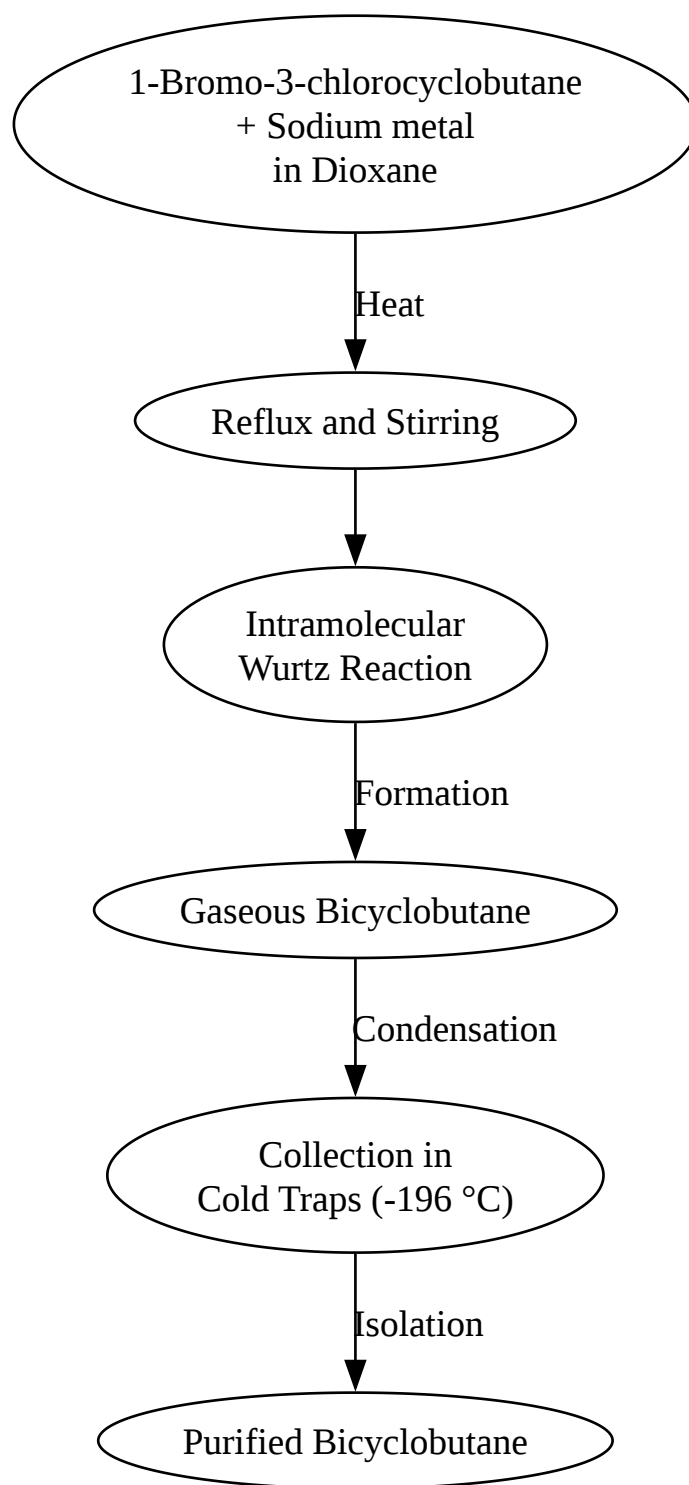 1-Bromo-3-chlorocyclobutane
+ Sodium metal
in Dioxane
Heat
Reflux and Stirring
Intramolecular
Wurtz Reaction
Formation
Gaseous Bicyclobutane
Condensation
Collection in
Cold Traps (-196 °C)
Isolation
Purified Bicyclobutane